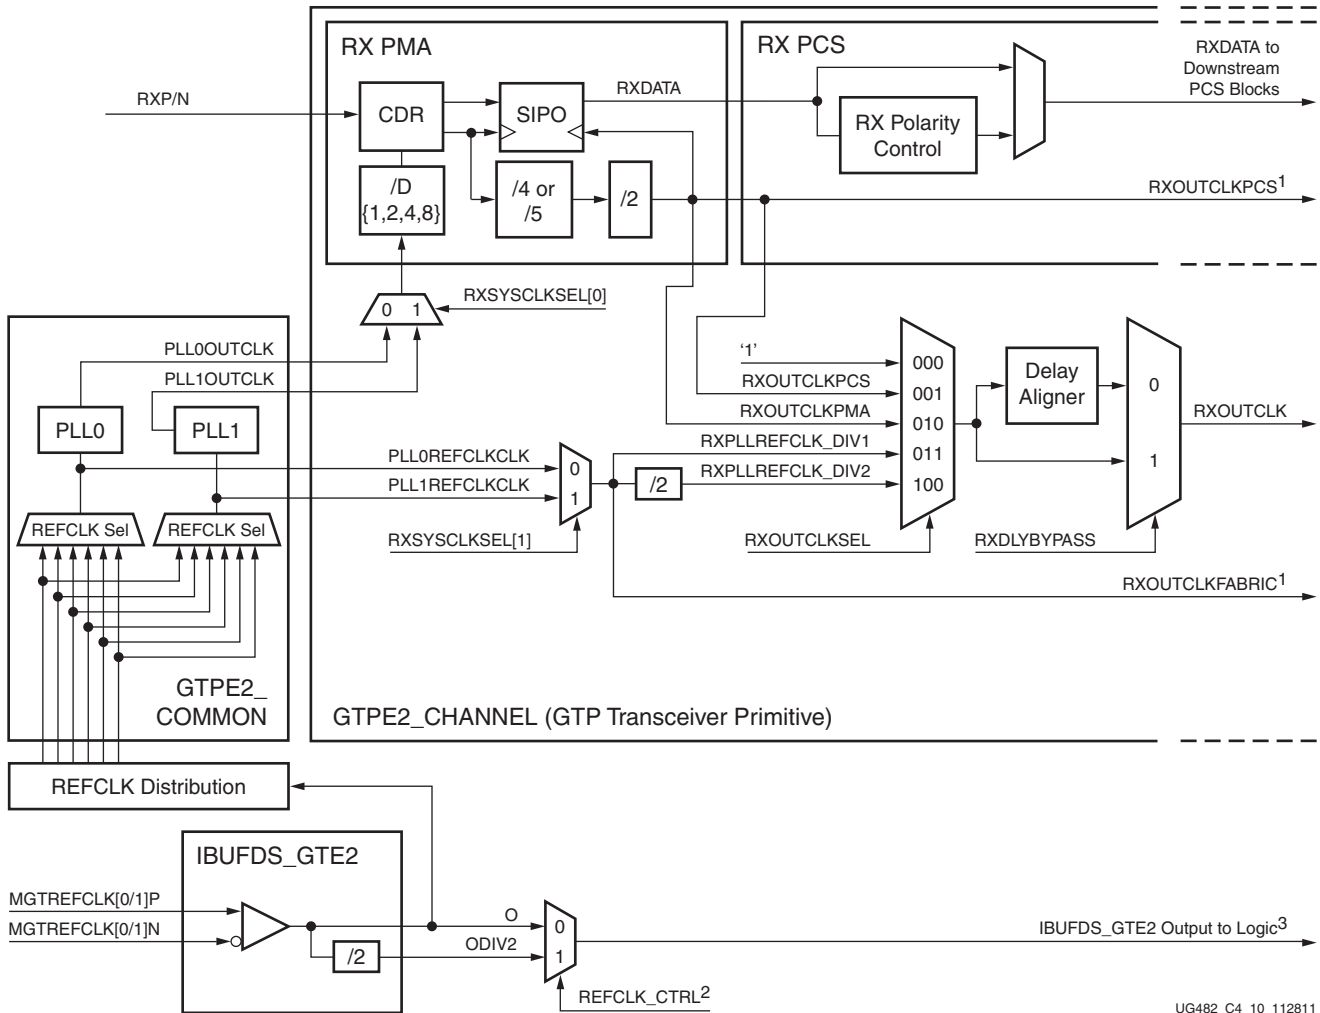 RX PMA
RX PCS
RXDATA to
Downstream
PCS Blocks
RXP/N
CDR
SIPO
RXDATA
RX Polarity
Control
/D
{1,2,4,8}
/4 or
/5
/2
RXOUTCLKPCS1
0 1
RXSYSCLKSEL[0]
PLL0OUTCLK
PLL1OUTCLK
PLL0
PLL1
'1'
RXOUTCLKPCS
RXOUTCLKPMA
RXPLLREFCLK_DIV1
RXPLLREFCLK_DIV2
000
001
010
011
100
Delay
Aligner
0
1
RXOUTCLK
PLL0REFCLKCLK
PLL1REFCLKCLK
0
1
/2
REFCLK Sel
REFCLK Sel
RXSYSCLKSEL[1]
RXOUTCLKSEL
RXDLYBYPASS
RXOUTCLKFABRIC1
GTPE2_
COMMON
GTPE2_CHANNEL (GTP Transceiver Primitive)
REFCLK Distribution
IBUFDS_GTE2
MGTREFCLK[0/1]P
MGTREFCLK[0/1]N
/2
O
ODIV2
0
1
IBUFDS_GTE2 Output to Logic3
REFCLK_CTRL2
UG482_C4_10_112811